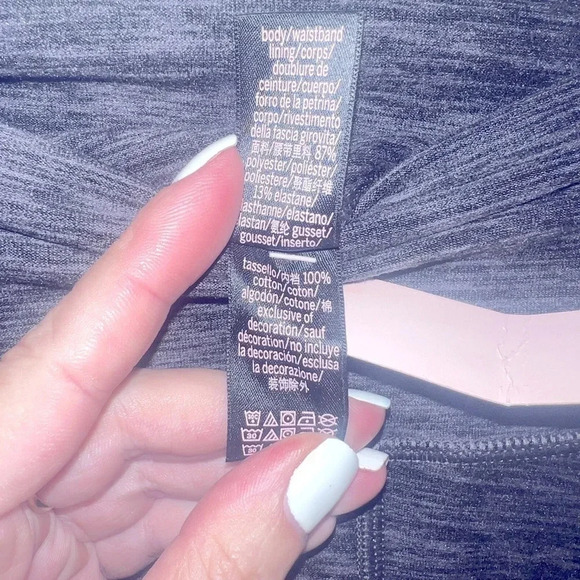 body/waistband
lining/corps/
doublure de
ceinture/cuerpo/
forro de la petrina/
corpo/rivestimento
della fascia girovita/
面料/腰带里料 87%
polyester/poliéster/
poliestere/聚酯纤维
13% elastane/
elasthanne/elastano/
elastan/氨纶 gusset/
gousset/inserto/
tassello/内裆 100%
cotton/coton/
algodón/cotone/棉
exclusive of
decoration/sauf
décoration/no incluye
la decoración/esclusa
la decorazione/
装饰除外